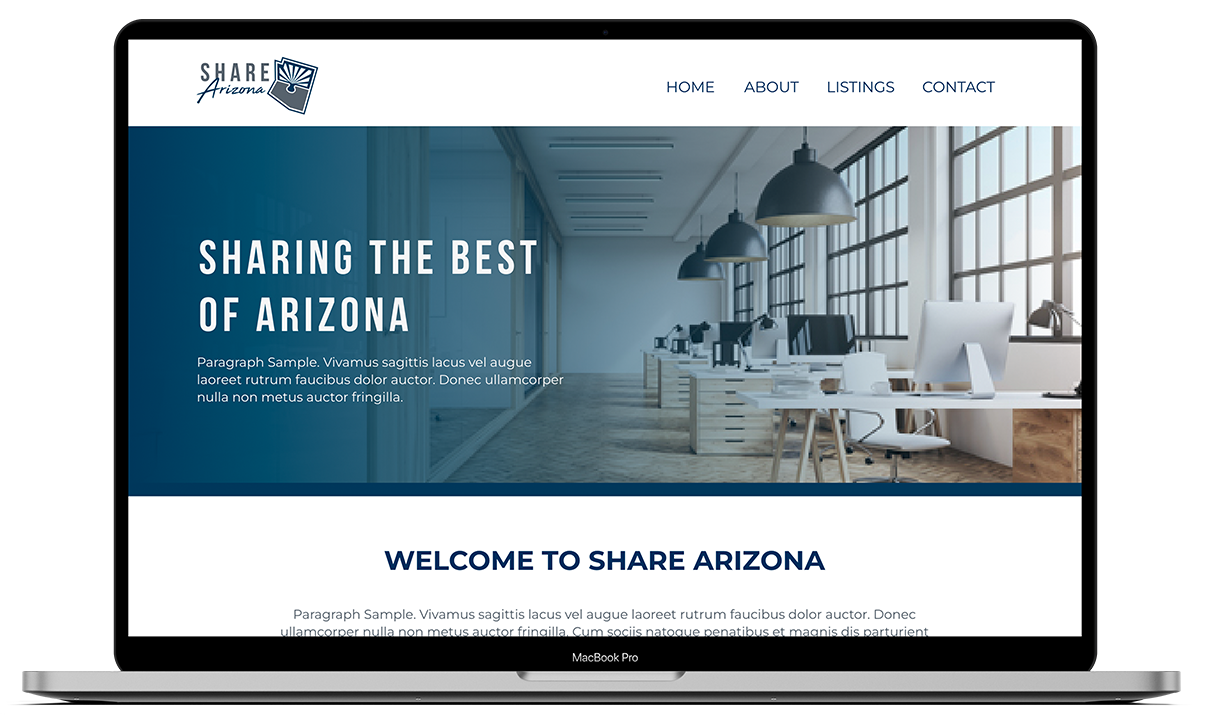 SHARE
Arizona
HOME ABOUT LISTINGS CONTACT
SHARING THE BEST
OF ARIZONA
Paragraph Sample. Vivamus sagittis lacus vel augue
laoreet rutrum faucibus dolor auctor. Donec ullamcorper
nulla non metus auctor fringilla.
WELCOME TO SHARE ARIZONA
Paragraph Sample. Vivamus sagittis lacus vel augue laoreet rutrum faucibus dolor auctor. Donec
ullamcorper nulla non metus auctor fringilla. Cum sociis natoque penatibus et magnis dis parturient
MacBook Pro